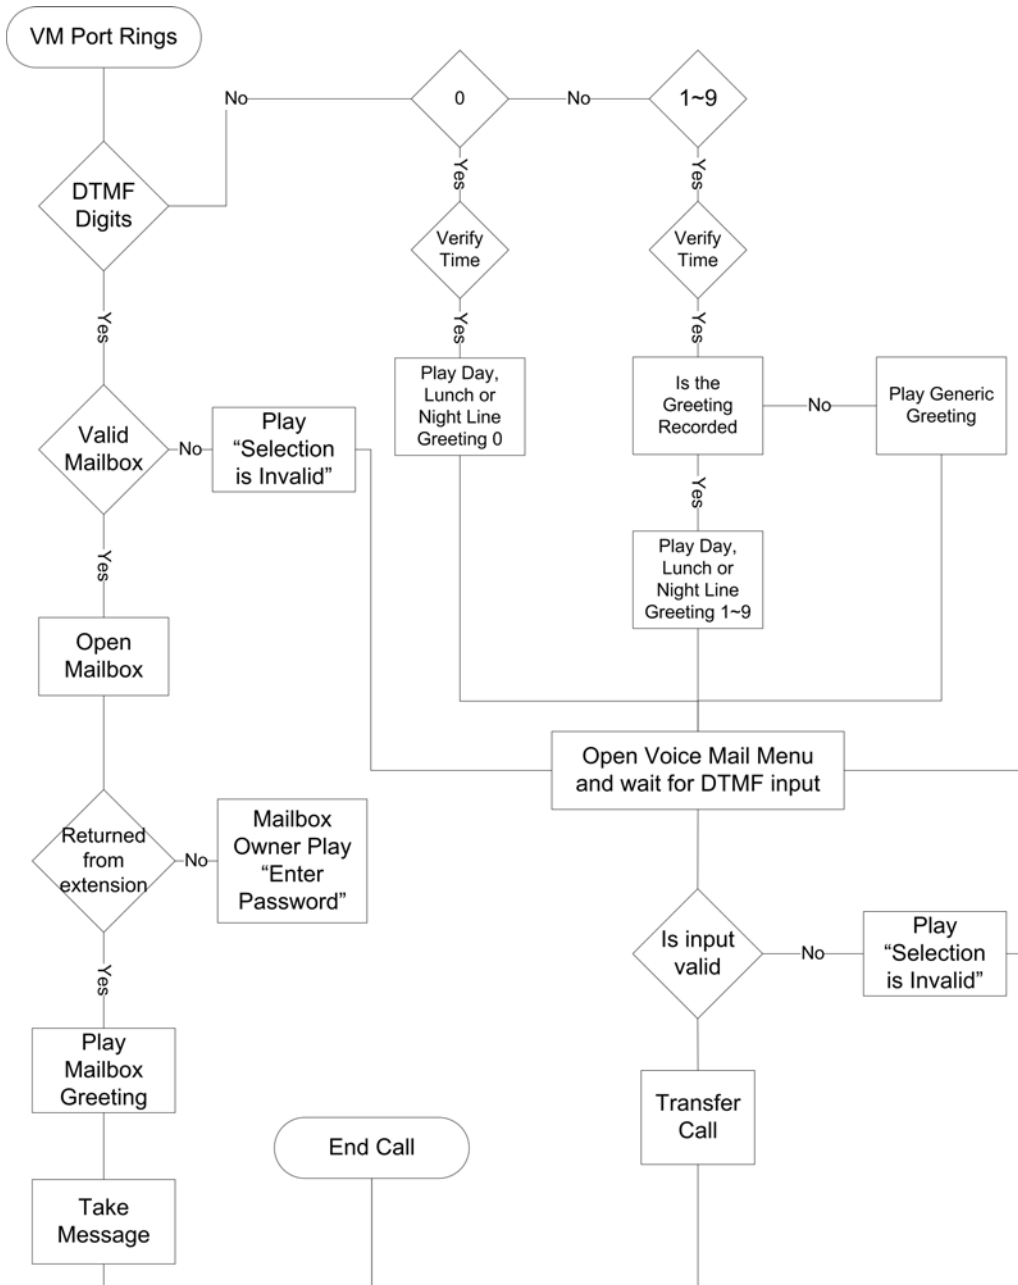 VM Port Rings
No
0
No
1~9
DTMF
Digits
Yes
Yes
Verify
Time
Verify
Time
Yes
Yes
Yes
Play Day,
Lunch or
Night Line
Greeting 0
Is the
Greeting
Recorded
No
Play Generic
Greeting
Valid
Mailbox
No
Play
“Selection
is Invalid”
Yes
Play Day,
Lunch or
Night Line
Greeting 1~9
Yes
Open
Mailbox
Open Voice Mail Menu
and wait for DTMF input
Returned
from
extension
No
Mailbox
Owner Play
“Enter
Password”
Is input
valid
No
Play
“Selection
is Invalid”
Yes
Play
Mailbox
Greeting
Transfer
Call
End Call
Take
Message